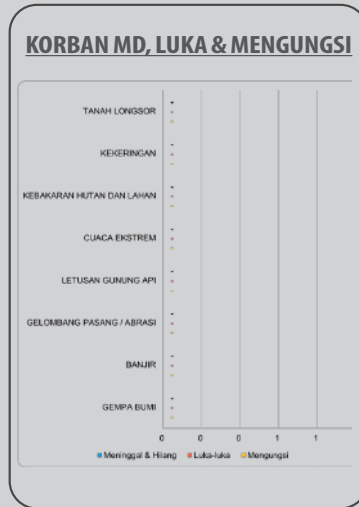 KORBAN MD, LUKA & MENGUNGSI
TANAH LONGSOR
KEKERINGAN
KEBAKARAN HUTAN DAN LAHAN
CUACA EKSTREM
LETUSAN GUNUNG API
GELOMBANG PASANG / ABRASI
BANJIR
GEMPA BUMI
0 0 0 1 1
Meninggal & Hilang Luka-luka Mengungsi